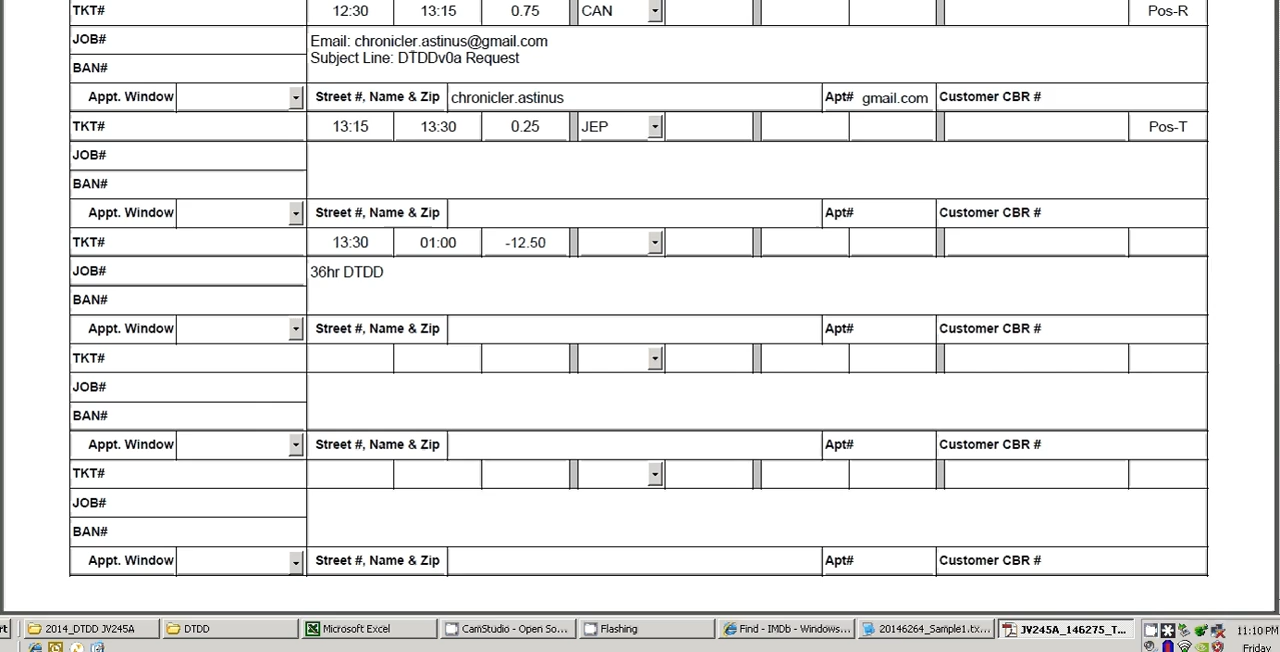 TKT# 12:30 13:15 0.75 CAN Pos-R
JOB# Email: chronicler.astinus@gmail.com
Subject Line: DTDDv0a Request
BAN#
Appt. Window Street #, Name & Zip chronicler.astinus Apt# gmail.com Customer CBR #
TKT# 13:15 13:30 0.25 JEP Pos-T
JOB#
BAN#
Appt. Window Street #, Name & Zip Apt# Customer CBR #
TKT# 13:30 01:00 -12.50
JOB# 36hr DTDD
BAN#
Appt. Window Street #, Name & Zip Apt# Customer CBR #
TKT#
JOB#
BAN#
Appt. Window Street #, Name & Zip Apt# Customer CBR #
TKT#
JOB#
BAN#
Appt. Window Street #, Name & Zip Apt# Customer CBR #
rt 2014_DTDD JV245A DTDD Microsoft Excel CamStudio - Open So... Flashing Find - IMDb - Windows... 20146264_Sample1.tx... JV245A_146275_T... 11:10 PM
Friday